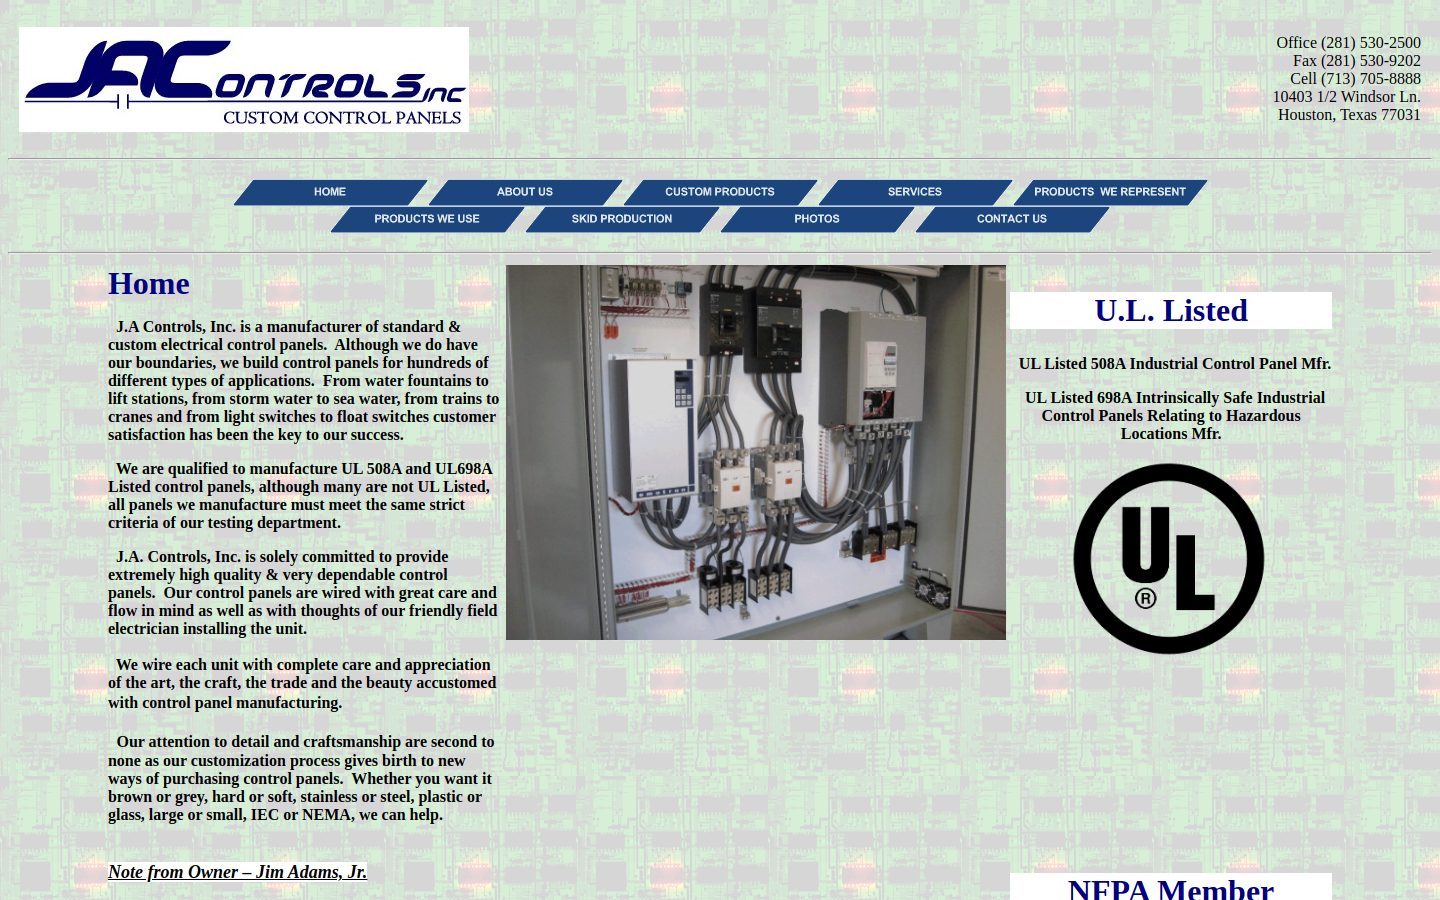 JAControls, inc
CUSTOM CONTROL PANELS
Office (281) 530-2500
Fax (281) 530-9202
Cell (713) 705-8888
10403 1/2 Windsor Ln.
Houston, Texas 77031
HOME
ABOUT US
CUSTOM PRODUCTS
SERVICES
PRODUCTS WE REPRESENT
PRODUCTS WE USE
SKID PRODUCTION
PHOTOS
CONTACT US
Home
J.A Controls, Inc. is a manufacturer of standard &
custom electrical control panels. Although we do have
our boundaries, we build control panels for hundreds of
different types of applications. From water fountains to
lift stations, from storm water to sea water, from trains to
cranes and from light switches to float switches customer
satisfaction has been the key to our success.
We are qualified to manufacture UL 508A and UL698A
Listed control panels, although many are not UL Listed,
all panels we manufacture must meet the same strict
criteria of our testing department.
J.A. Controls, Inc. is solely committed to provide
extremely high quality & very dependable control
panels. Our control panels are wired with great care and
flow in mind as well as with thoughts of our friendly field
electrician installing the unit.
We wire each unit with complete care and appreciation
of the art, the craft, the trade and the beauty accustomed
with control panel manufacturing.
Our attention to detail and craftsmanship are second to
none as our customization process gives birth to new
ways of purchasing control panels. Whether you want it
brown or grey, hard or soft, stainless or steel, plastic or
glass, large or small, IEC or NEMA, we can help.
Note from Owner – Jim Adams, Jr.
emotron
U.L. Listed
UL Listed 508A Industrial Control Panel Mfr.
UL Listed 698A Intrinsically Safe Industrial
Control Panels Relating to Hazardous
Locations Mfr.
UL
®
NFPA Member